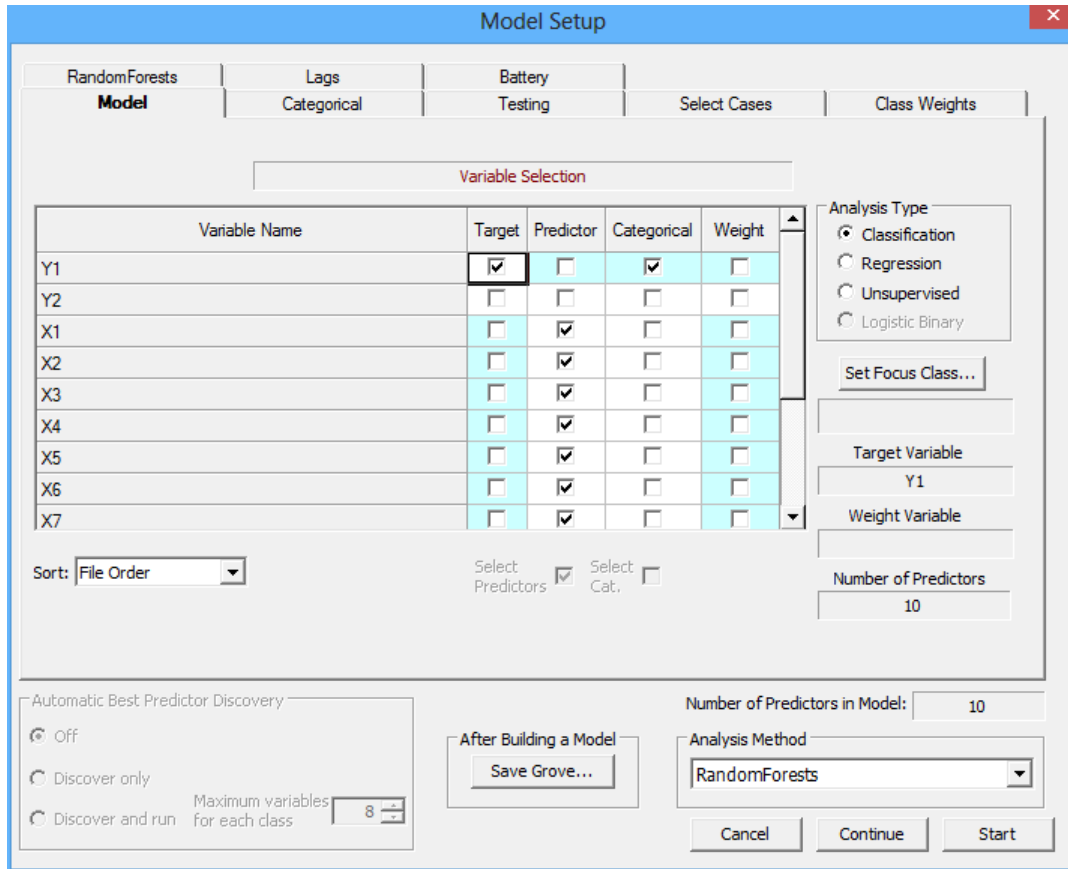 Model Setup
RandomForests Lags Battery
Model Categorical Testing Select Cases Class Weights
Variable Selection
Variable Name Target Predictor Categorical Weight
Y1
Y2
X1
X2
X3
X4
X5
X6
X7
Analysis Type
Classification
Regression
Unsupervised
Logistic Binary
Set Focus Class...
Target Variable
Y1
Weight Variable
Number of Predictors
10
Sort: File Order
Select
Predictors
Select
Cat.
Automatic Best Predictor Discovery
Off
Discover only
Discover and run
Maximum variables
for each class
8
After Building a Model
Save Grove...
Number of Predictors in Model: 10
Analysis Method
RandomForests
Cancel Continue Start